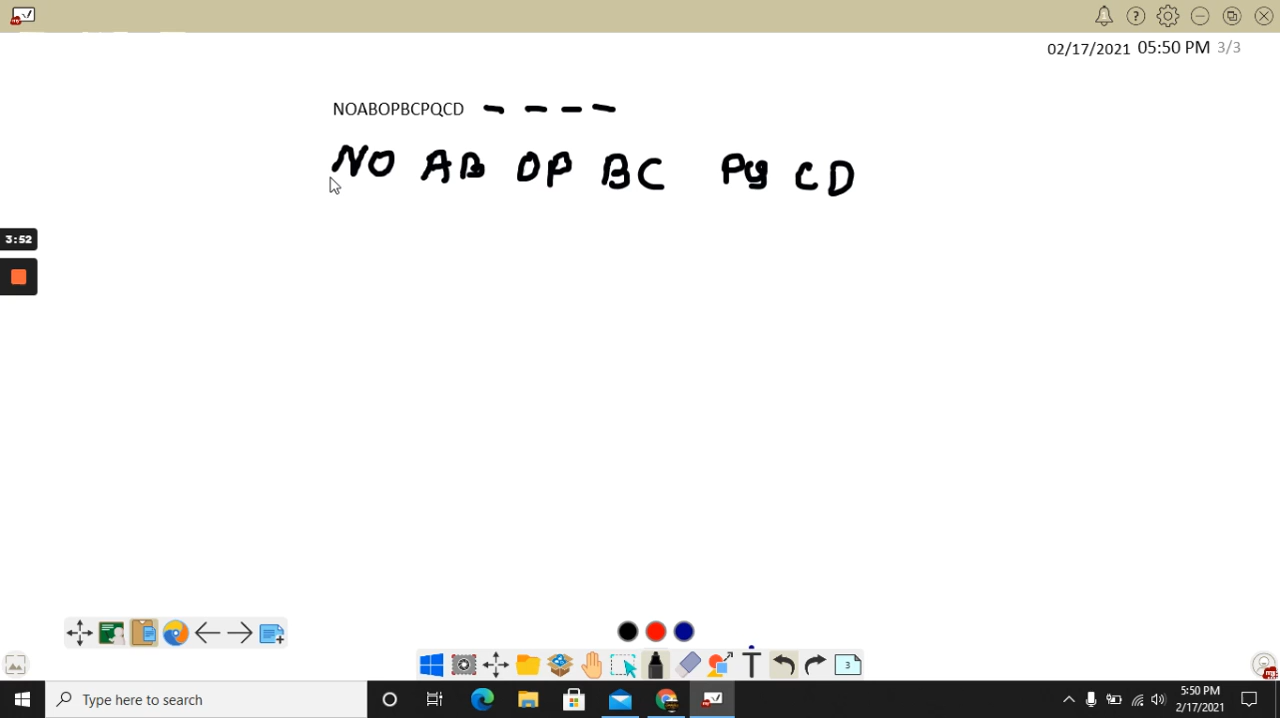 02/17/2021 05:50 PM 3/3
NOABOPBCPQCD _ _ _ _
NO AB OP BC Pq CD
3:52
T
3
Type here to search
5:50 PM
2/17/2021